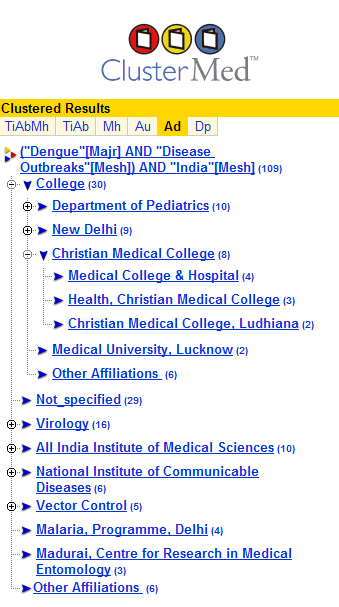 ClusterMed™
Clustered Results
TiAbMh TiAb Mh Au Ad Dp
("Dengue"[Majr] AND "Disease
Outbreaks"[Mesh]) AND "India"[Mesh] (109)
College (30)
Department of Pediatrics (10)
New Delhi (9)
Christian Medical College (8)
Medical College & Hospital (4)
Health, Christian Medical College (3)
Christian Medical College, Ludhiana (2)
Medical University, Lucknow (2)
Other Affiliations (6)
Not_specified (29)
Virology (16)
All India Institute of Medical Sciences (10)
National Institute of Communicable
Diseases (6)
Vector Control (5)
Malaria, Programme, Delhi (4)
Madurai, Centre for Research in Medical
Entomology (3)
Other Affiliations (6)